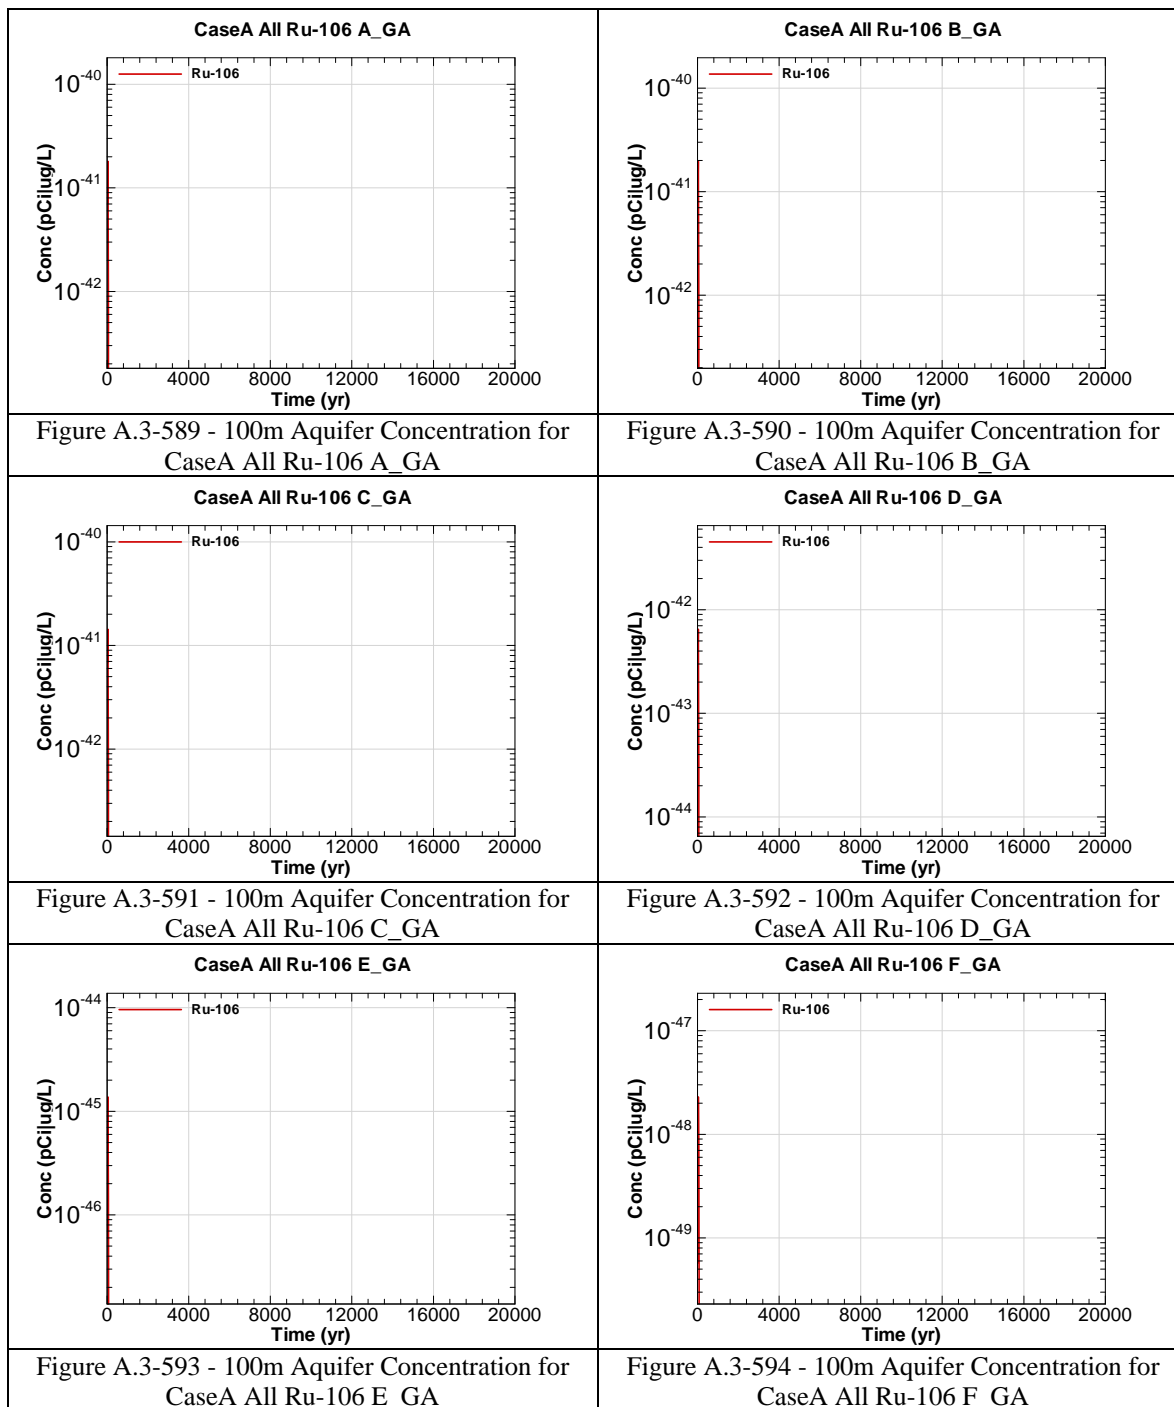 CaseA All Ru-106 A_GA
Ru-106
10-40
10-41
10-42
Conc (pCi|ug/L)
0 4000 8000 12000 16000 20000
Time (yr)
Figure A.3-589 - 100m Aquifer Concentration for
CaseA All Ru-106 A_GA
CaseA All Ru-106 B_GA
Ru-106
10-40
10-41
10-42
Conc (pCi|ug/L)
0 4000 8000 12000 16000 20000
Time (yr)
Figure A.3-590 - 100m Aquifer Concentration for
CaseA All Ru-106 B_GA
CaseA All Ru-106 C_GA
Ru-106
10-40
10-41
10-42
Conc (pCi|ug/L)
0 4000 8000 12000 16000 20000
Time (yr)
Figure A.3-591 - 100m Aquifer Concentration for
CaseA All Ru-106 C_GA
CaseA All Ru-106 D_GA
Ru-106
10-42
10-43
10-44
Conc (pCi|ug/L)
0 4000 8000 12000 16000 20000
Time (yr)
Figure A.3-592 - 100m Aquifer Concentration for
CaseA All Ru-106 D_GA
CaseA All Ru-106 E_GA
Ru-106
10-44
10-45
10-46
Conc (pCi|ug/L)
0 4000 8000 12000 16000 20000
Time (yr)
Figure A.3-593 - 100m Aquifer Concentration for
CaseA All Ru-106 E_GA
CaseA All Ru-106 F_GA
Ru-106
10-47
10-48
10-49
Conc (pCi|ug/L)
0 4000 8000 12000 16000 20000
Time (yr)
Figure A.3-594 - 100m Aquifer Concentration for
CaseA All Ru-106 F_GA